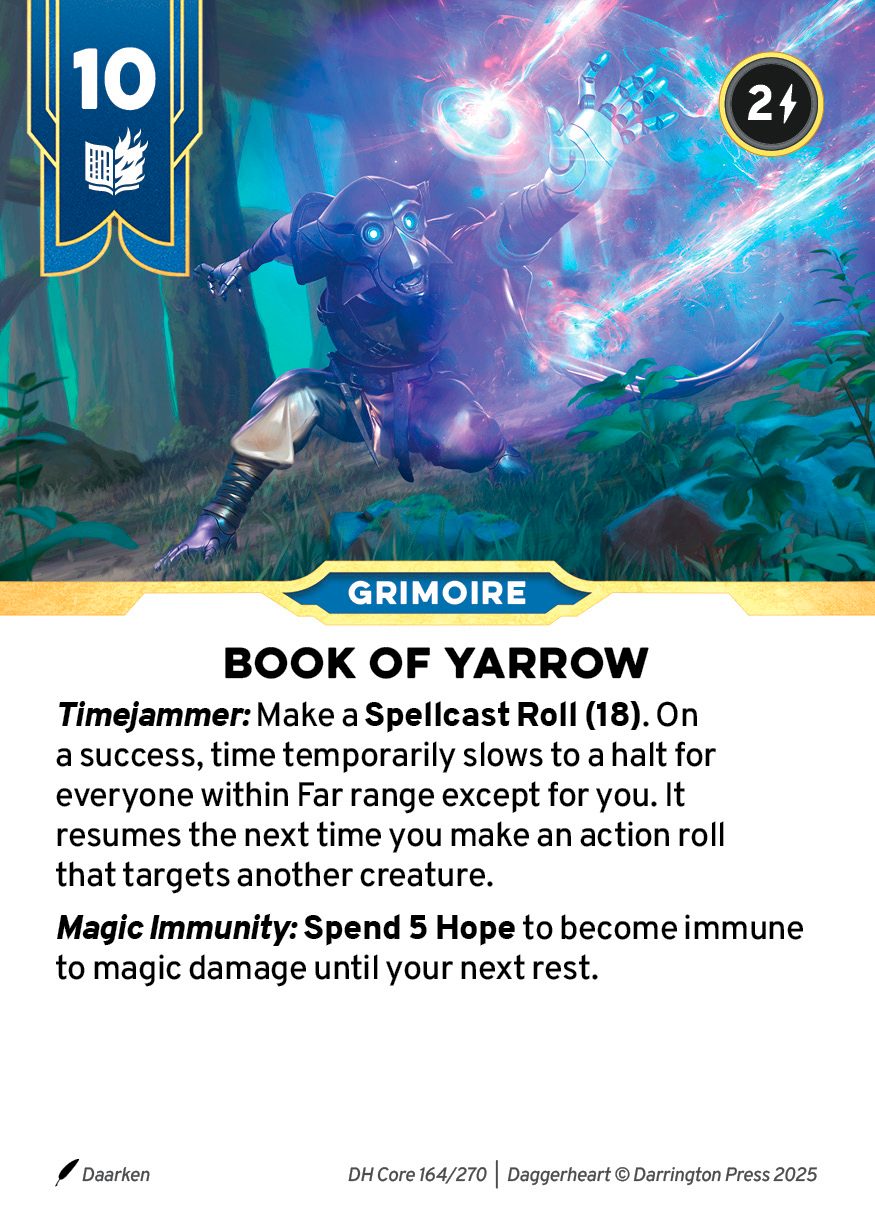 10
2
GRIMOIRE
BOOK OF YARROW
Timejammer: Make a Spellcast Roll (18). On
a success, time temporarily slows to a halt for
everyone within Far range except for you. It
resumes the next time you make an action roll
that targets another creature.
Magic Immunity: Spend 5 Hope to become immune
to magic damage until your next rest.
Daarken
DH Core 164/270 | Daggerheart © Darrington Press 2025